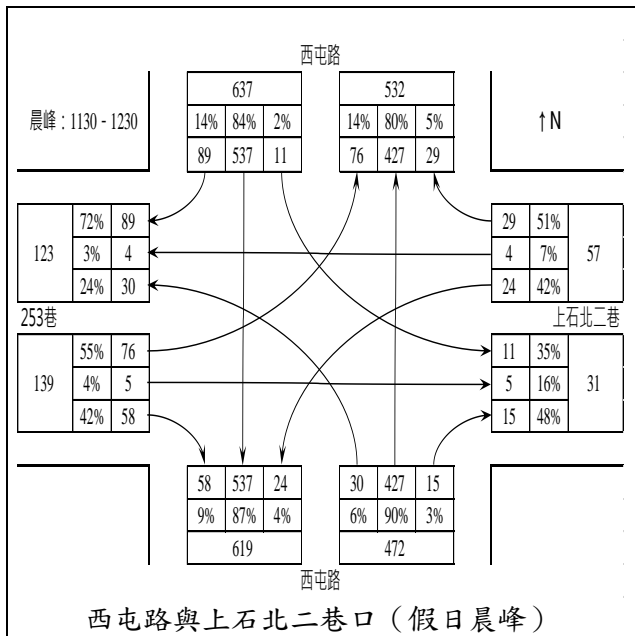 西屯路
637 532
晨峰：1130 - 1230 14% 84% 2% 14% 80% 5% ↑N
89 537 11 76 427 29
72% 89 29 51%
123 3% 4 4 7% 57
24% 30 24 42%
253巷 上石北二巷
55% 76 11 35%
139 4% 5 5 16% 31
42% 58 15 48%
58 537 24 30 427 15
9% 87% 4% 6% 90% 3%
619 472
西屯路
西屯路與上石北二巷口（假日晨峰）